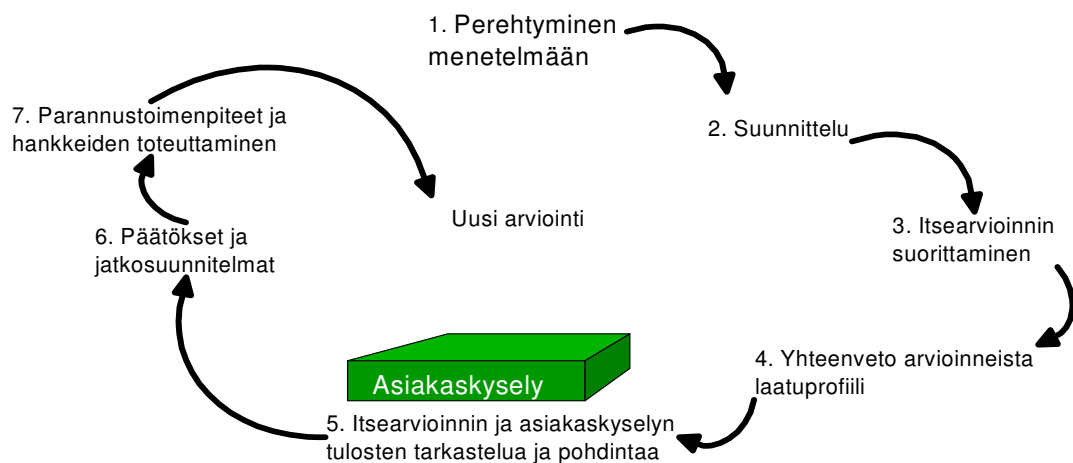 1. Perehtyminen
menetelmään
2. Suunnittelu
3. Itsearvioinnin
suorittaminen
4. Yhteenveto arvioinneista
laatuprofiili
Asiakaskysely
5. Itsearvioinnin ja asiakaskyselyn
tulosten tarkastelua ja pohdintaa
6. Päätökset ja
jatkosuunnitelmat
7. Parannustoimenpiteet ja
hankkeiden toteuttaminen
Uusi arviointi